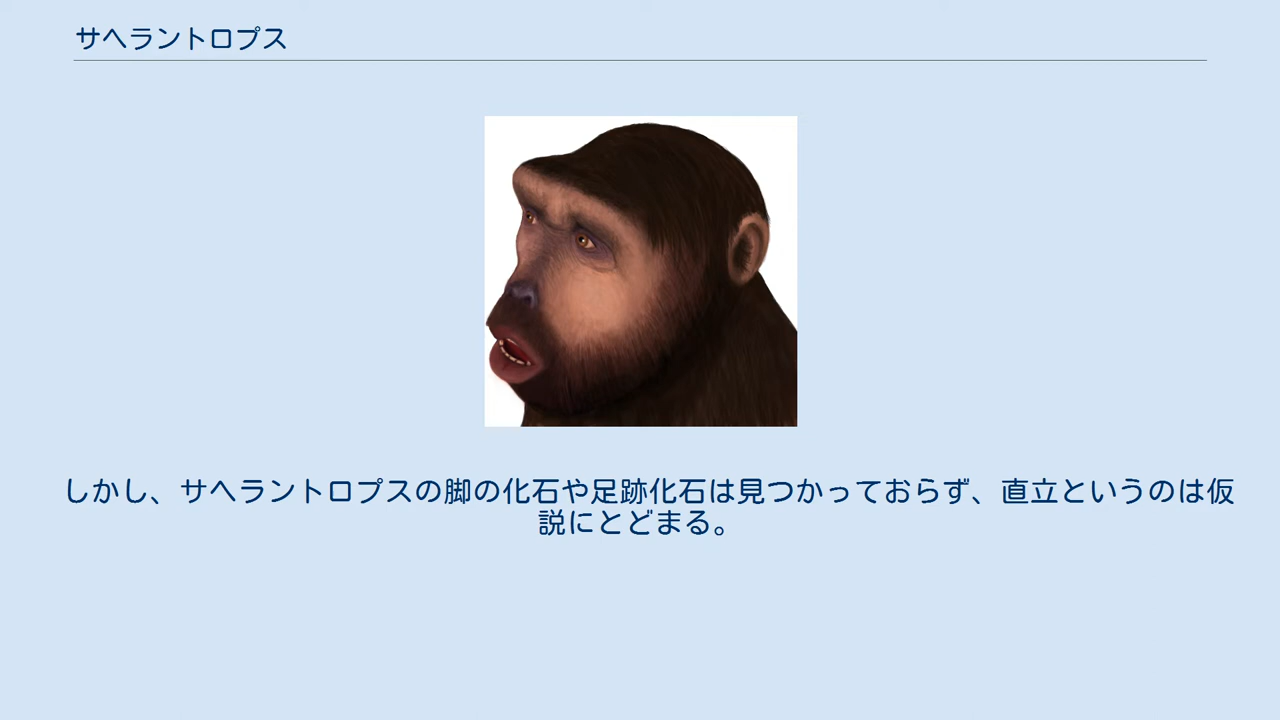 サヘラントロプス
しかし、サヘラントロプスの脚の化石や足跡化石は見つかっておらず、直立というのは仮
説にとどまる。